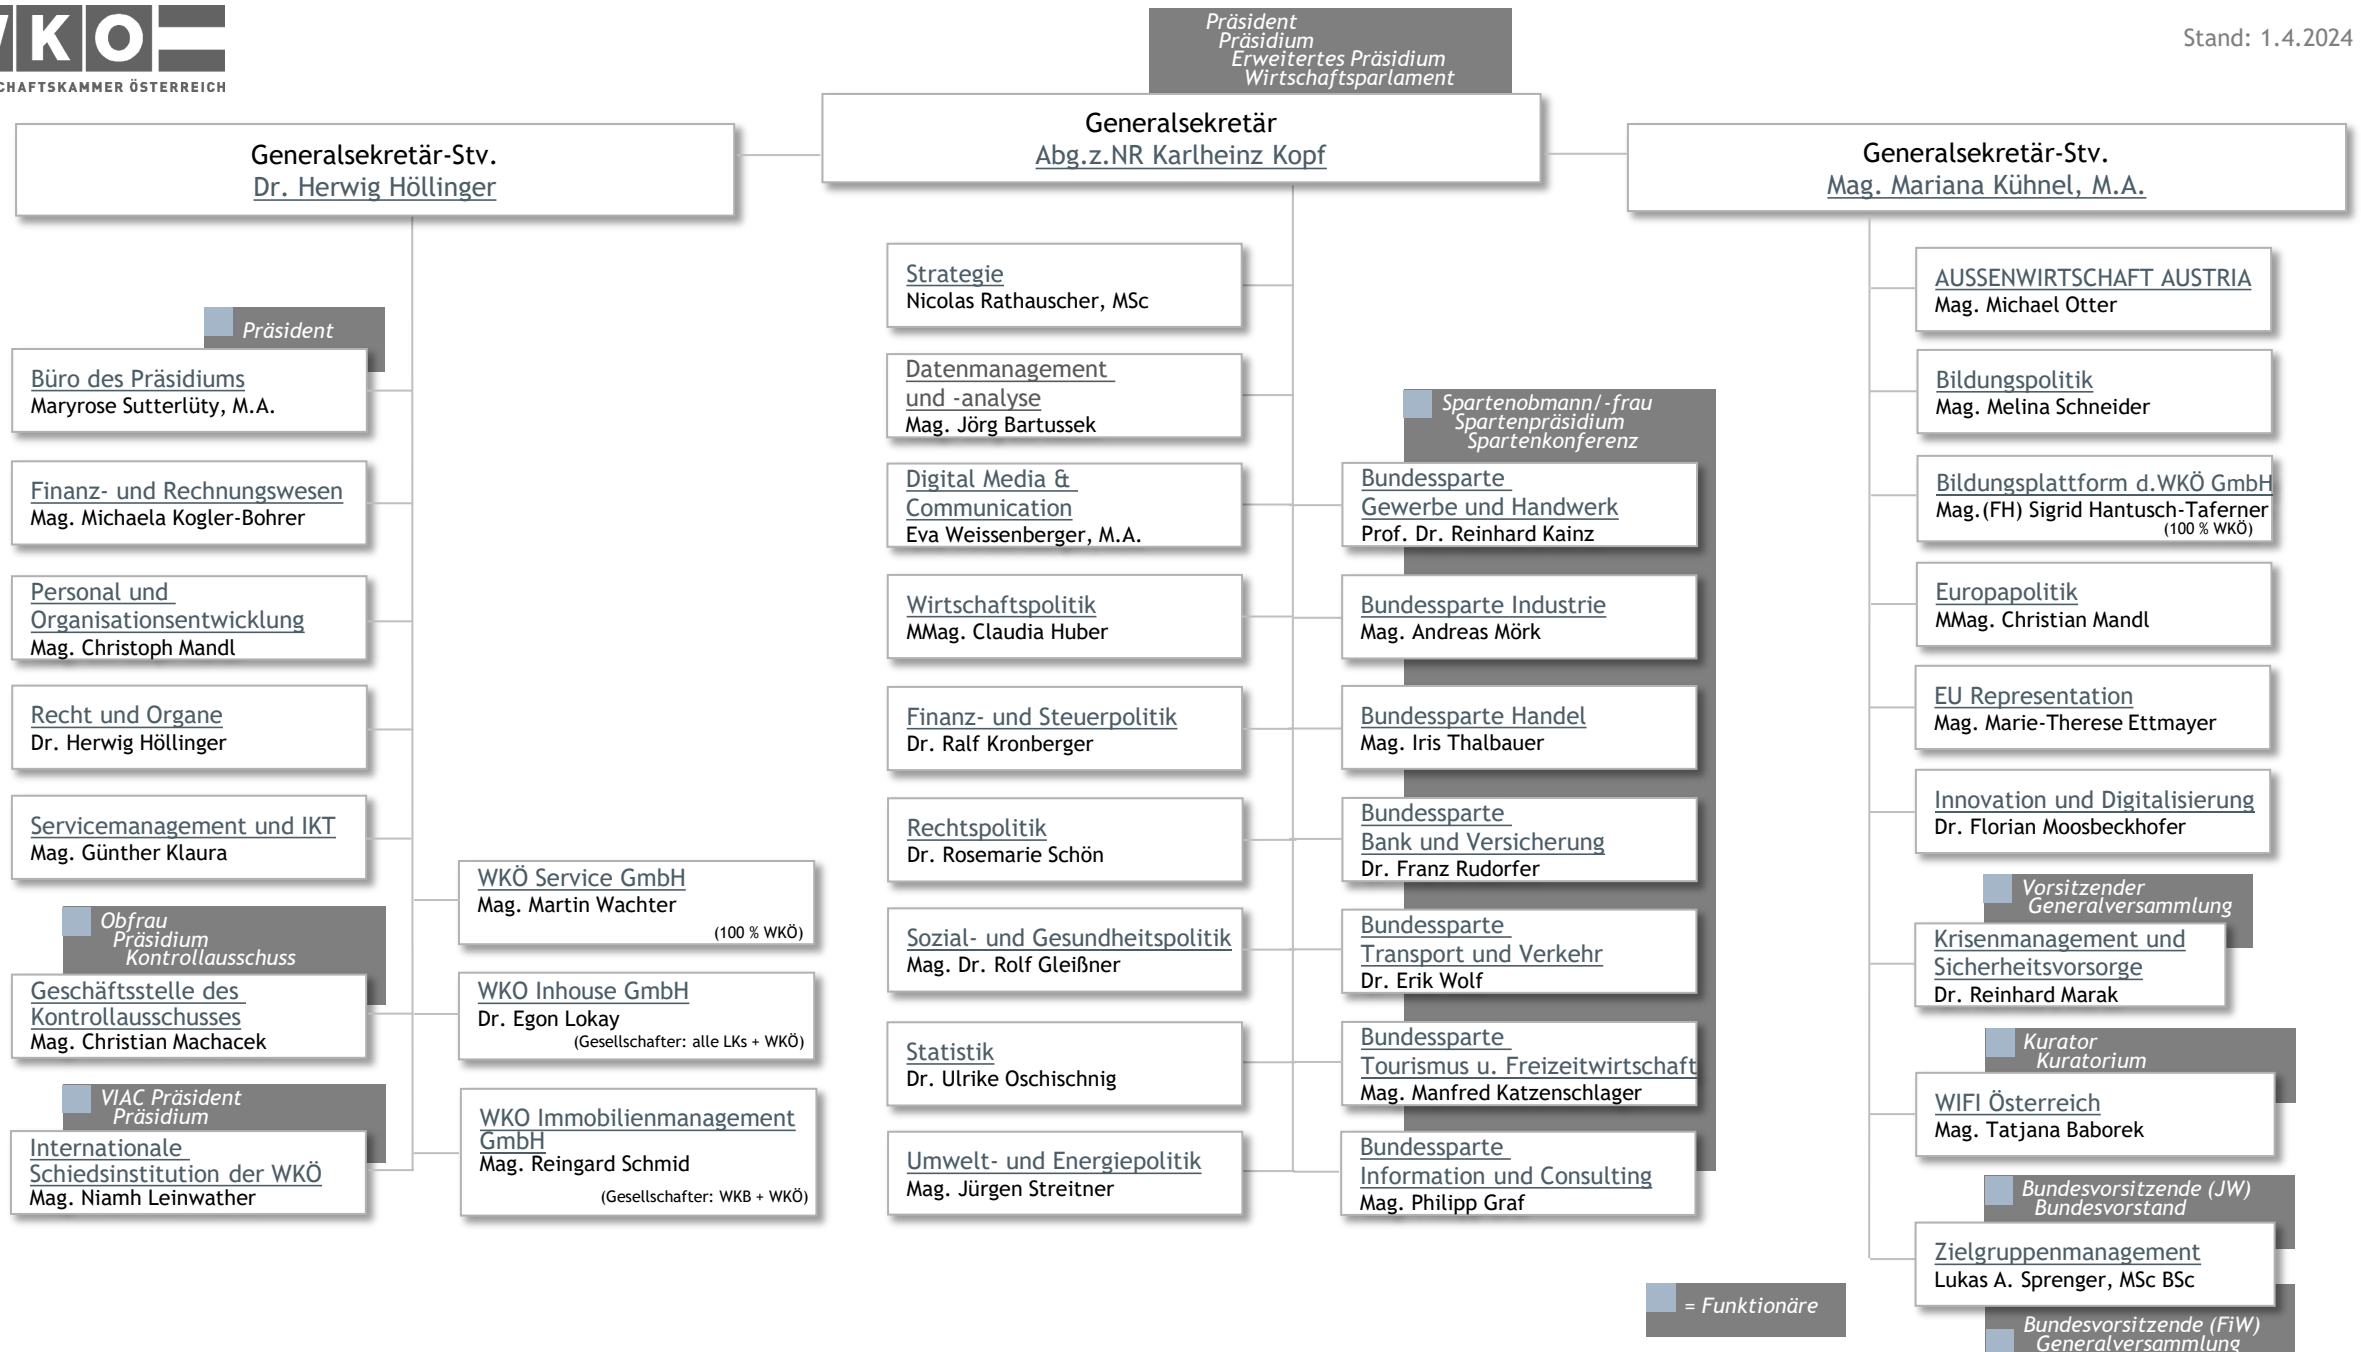 KO
Präsident
Präsidium
Erweitertes Präsidium
Wirtschaftsparlament
Stand: 1.4.2024
ÖSTERREICH
Generalsekretär-Stv.
Dr. Herwig Höllinger
Generalsekretär
Abg.z.NR Karlheinz Kopf
Generalsekretär-Stv.
Mag. Mariana Kühnel, M.A.
Präsident
Büro des Präsidiums
Maryrose Sutterlüty, M.A.
Finanz- und Rechnungswesen
Mag. Michaela Kogler-Bohrer
Personal und
Organisationsentwicklung
Mag. Christoph Mandl
Recht und Organe
Dr. Herwig Höllinger
Servicemanagement und IKT
Mag. Günther Klaura
Obfrau
Präsidium
Kontrollausschuss
Geschäftsstelle des
Kontrollausschusses
Mag. Christian Machacek
VIAC Präsident
Präsidium
Internationale
Schiedsinstitution der WKÖ
Mag. Niamh Leinwather
WKÖ Service GmbH
Mag. Martin Wachter
(100 % WKÖ)
WKO Inhouse GmbH
Dr. Egon Lokay
(Gesellschafter: alle LKs + WKÖ)
WKO Immobilienmanagement
GmbH
Mag. Reingard Schmid
(Gesellschafter: WKB + WKÖ)
Strategie
Nicolas Rathauscher, MSc
Datenmanagement
und -analyse
Mag. Jörg Bartussek
Digital Media &
Communication
Eva Weissenberger, M.A.
Wirtschaftspolitik
MMag. Claudia Huber
Finanz- und Steuerpolitik
Dr. Ralf Kronberger
Rechtspolitik
Dr. Rosemarie Schön
Sozial- und Gesundheitspolitik
Mag. Dr. Rolf Gleißner
Statistik
Dr. Ulrike Oschischnig
Umwelt- und Energiepolitik
Mag. Jürgen Streitner
Spartenobmann/-frau
Spartenpräsidium
Spartenkonferenz
Bundessparte
Gewerbe und Handwerk
Prof. Dr. Reinhard Kainz
Bundessparte Industrie
Mag. Andreas Mörk
Bundessparte Handel
Mag. Iris Thalbauer
Bundessparte
Bank und Versicherung
Dr. Franz Rudorfer
Bundessparte
Transport und Verkehr
Dr. Erik Wolf
Bundessparte
Tourismus u. Freizeitwirtschaft
Mag. Manfred Katzenschlager
Bundessparte
Information und Consulting
Mag. Philipp Graf
AUSSENWIRTSCHAFT AUSTRIA
Mag. Michael Otter
Bildungspolitik
Mag. Melina Schneider
Bildungsplattform d.WKÖ GmbH
Mag.(FH) Sigrid Hantusch-Taferner
(100 % WKÖ)
Europapolitik
MMag. Christian Mandl
EU Representation
Mag. Marie-Therese Ettmayer
Innovation und Digitalisierung
Dr. Florian Moosbeckhofer
Vorsitzender
Generalversammlung
Krisenmanagement und
Sicherheitsvorsorge
Dr. Reinhard Marak
Kurator
Kuratorium
WIFI Österreich
Mag. Tatjana Baborek
Bundesvorsitzende (JW)
Bundesvorstand
Zielgruppenmanagement
Lukas A. Sprenger, MSc BSc
Bundesvorsitzende (FiW)
Generalversammlung
= Funktionäre